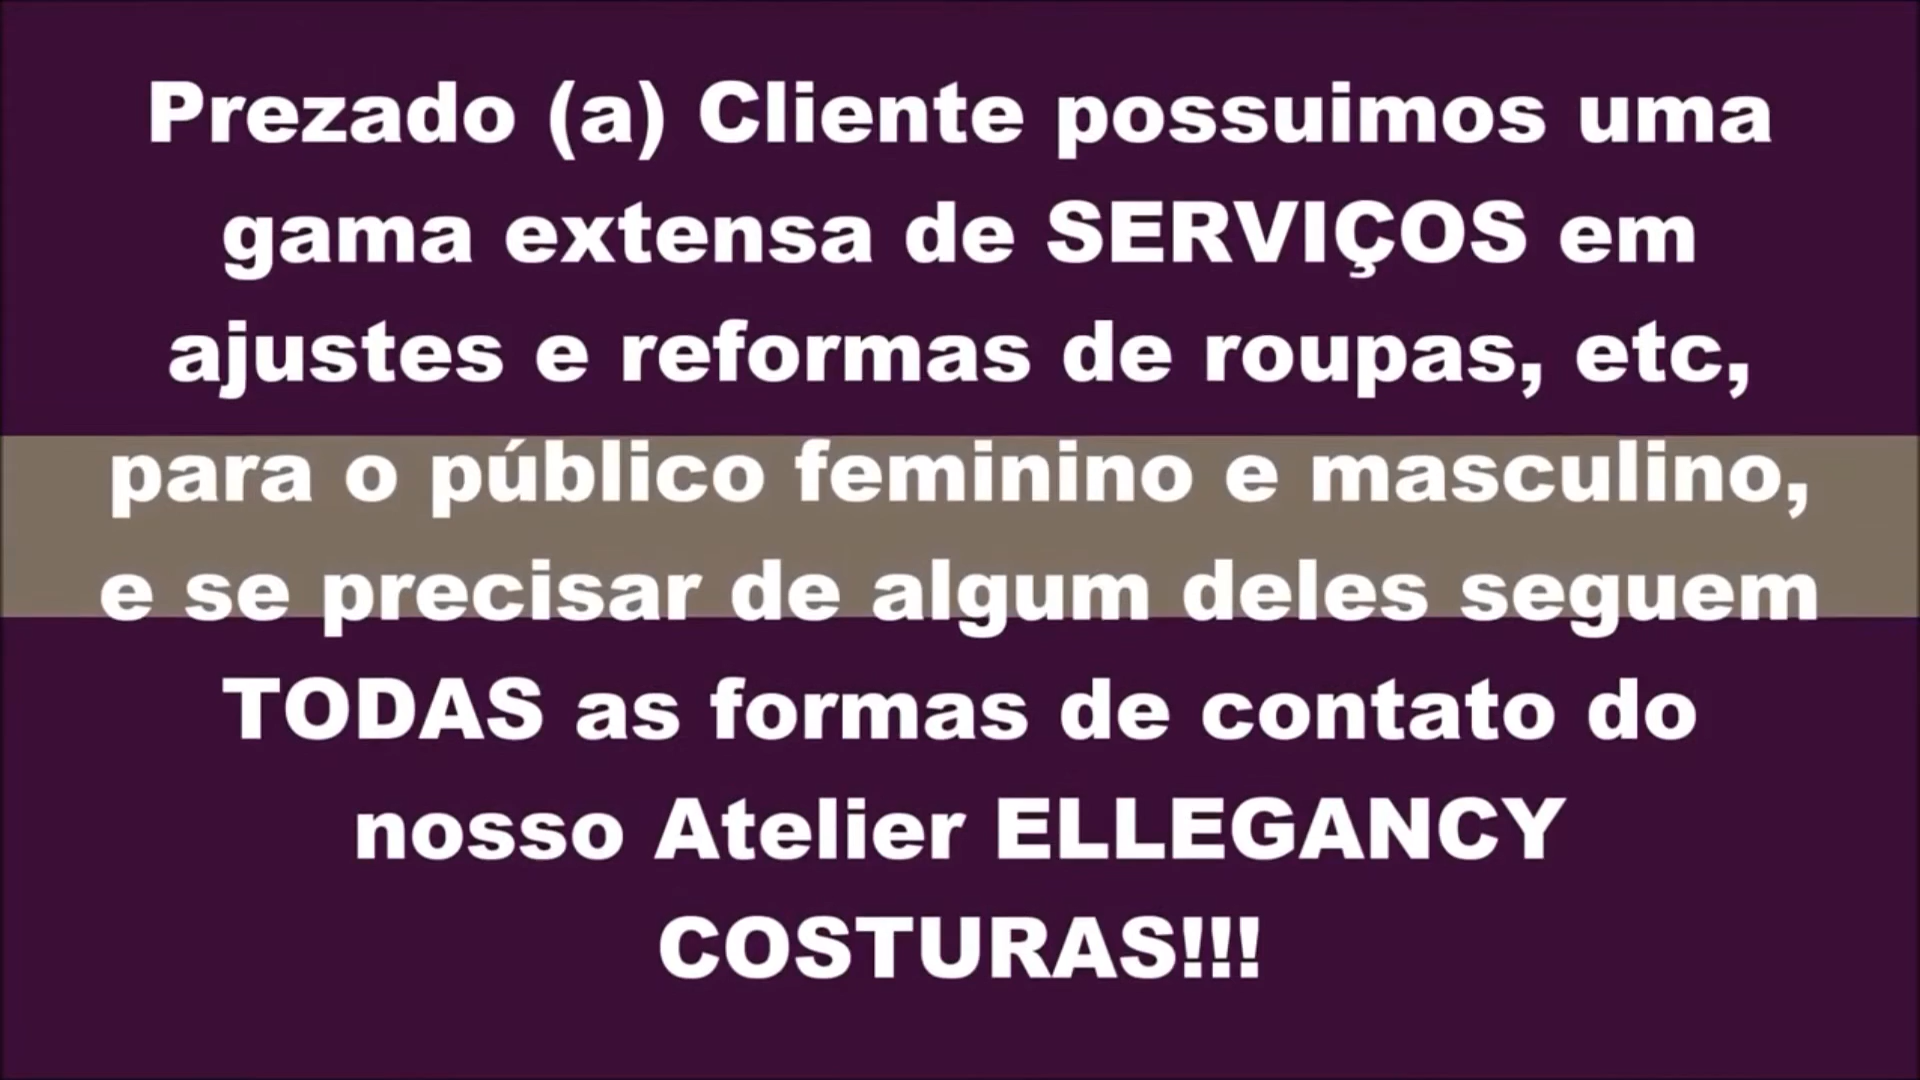 Prezado (a) Cliente possuimos uma
gama extensa de SERVIÇOS em
ajustes e reformas de roupas, etc,
para o público feminino e masculino,
e se precisar de algum deles seguem
TODAS as formas de contato do
nosso Atelier ELLEGANCY
COSTURAS!!!